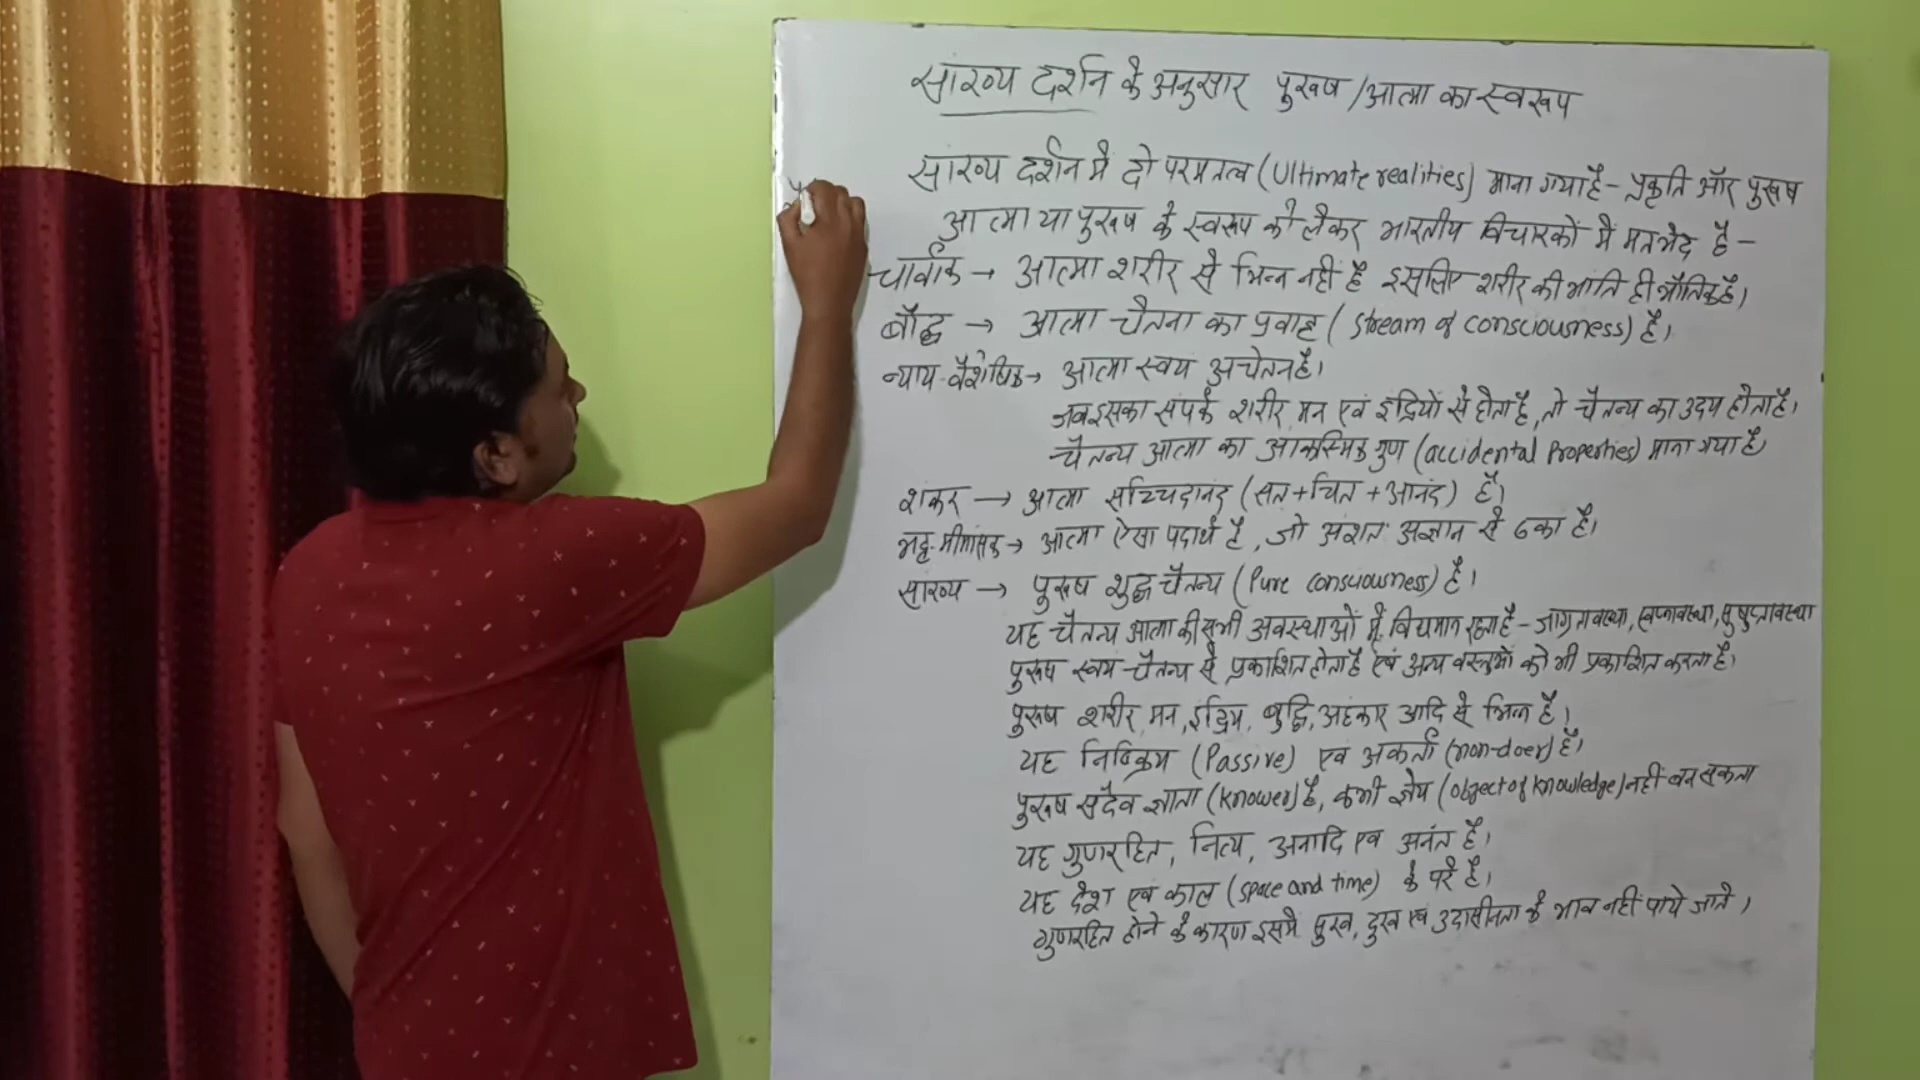 सांख्य दर्शन के अनुसार पुरुष/आत्मा का स्वरूप
सांख्य दर्शन में दो परमतत्व (Ultimate realities) माना गया है - प्रकृति और पुरुष
आत्मा या पुरुष के स्वरूप को लेकर भारतीय विचारकों में मतभेद है -
चार्वाक → आत्मा शरीर से भिन्न नहीं है इसलिए शरीर की भांति ही भौतिक है।
बौद्ध → आत्मा चेतना का प्रवाह (Stream of consciousness) है।
न्याय-वैशेषिक → आत्मा स्वयं अचेतन है।
जब इसका संपर्क शरीर, मन एवं इंद्रियों से होता है, तो चैतन्य का उदय होता है।
चैतन्य आत्मा का आकस्मिक गुण (accidental Properties) माना गया है
शंकर → आत्मा सच्चिदानंद (सत+चित+आनंद) है।
भट्ट-मीमांसक → आत्मा ऐसा पदार्थ है, जो अंशतः अज्ञान से ढका है।
सांख्य → पुरुष शुद्ध चैतन्य (Pure consciousness) है।
यह चैतन्य आत्मा की सभी अवस्थाओं में विद्यमान रहता है - जाग्रतावस्था, स्वप्नावस्था, सुषुप्तावस्था
पुरुष स्वयं चैतन्य से प्रकाशित होता है एवं अन्य वस्तुओं को भी प्रकाशित करता है।
पुरुष शरीर, मन, इंद्रिय, बुद्धि, अहंकार आदि से भिन्न है।
यह निष्क्रिय (Passive) एवं अकर्ता (non-doer) है।
पुरुष सदैव ज्ञाता (Knower) है, कभी ज्ञेय (object of knowledge) नहीं बन सकता
यह गुणरहित, नित्य, अनादि एवं अनंत है।
यह देश एवं काल (space and time) के परे है।
गुणरहित होने के कारण इसमें सुख, दुख एवं उदासीनता के भाव नहीं पाये जाते।